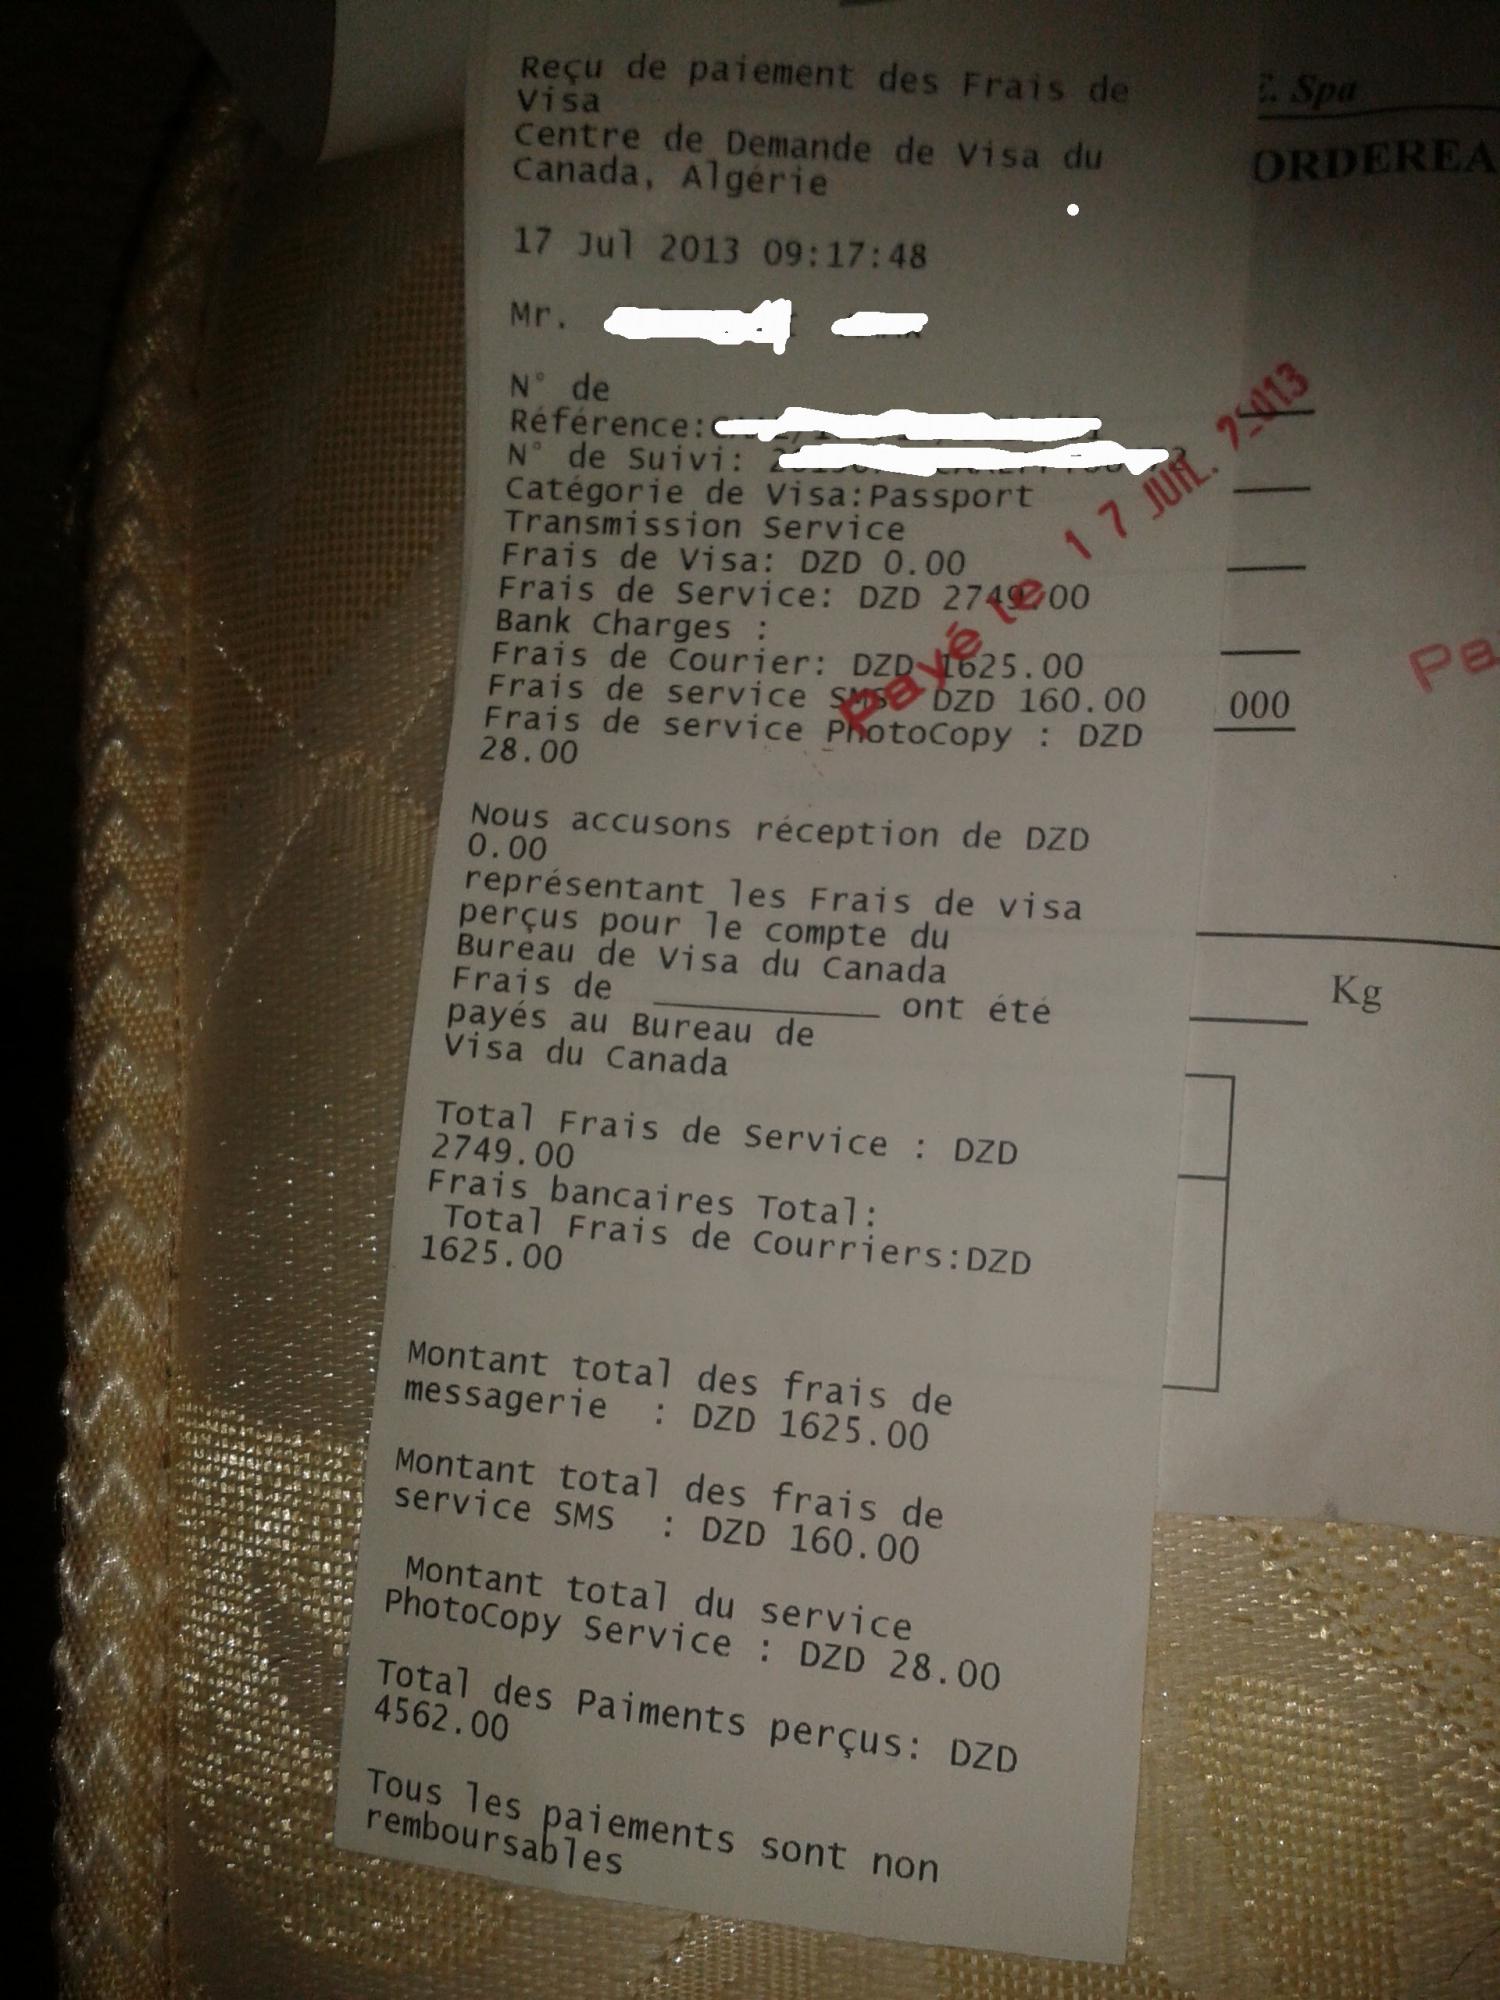 Reçu de paiement des Frais de
Visa
Centre de Demande de Visa du
Canada, Algérie
17 Jul 2013 09:17:48
Mr.
N° de
Référence:
N° de Suivi:
Catégorie de Visa:Passport
Transmission Service
Frais de Visa: DZD 0.00
Frais de Service: DZD 2749.00
Bank Charges :
Frais de Courier: DZD 1625.00
Frais de service SMS DZD 160.00
Frais de service PhotoCopy : DZD
28.00
Payé le 17 JUIL. 2013
Nous accusons réception de DZD
0.00
représentant les Frais de visa
perçus pour le compte du
Bureau de Visa du Canada
Frais de ___________ ont été
payés au Bureau de
Visa du Canada
Total Frais de Service : DZD
2749.00
Frais bancaires Total:
Total Frais de Courriers:DZD
1625.00
Montant total des frais de
messagerie : DZD 1625.00
Montant total des frais de
service SMS : DZD 160.00
Montant total du service
PhotoCopy Service : DZD 28.00
Total des Paiments perçus: DZD
4562.00
Tous les paiements sont non
remboursables
Spa
ORDEREA
000
Pa
Kg